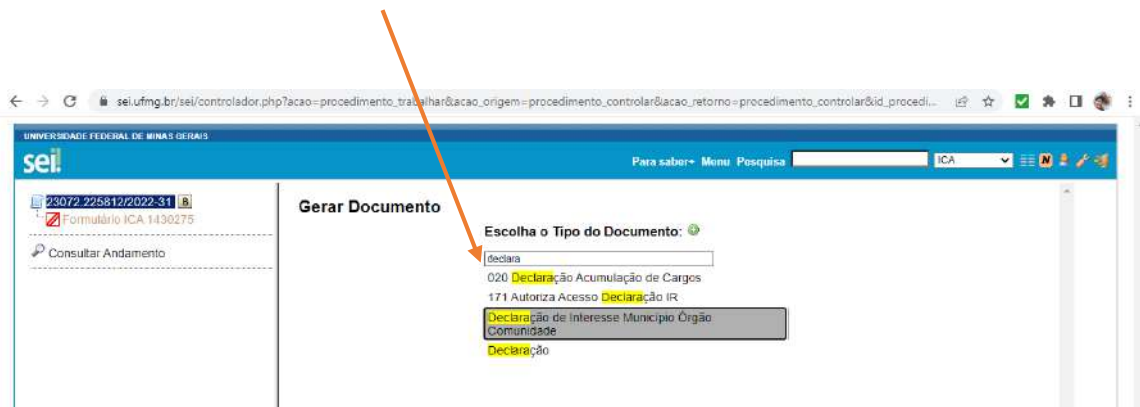 sei.ufmg.br/sei/controlador.php?acao=procedimento_trabalhar&acao_origem=procedimento_controlar&acao_retorno=procedimento_controlar&id_procedi...
UNIVERSIDADE FEDERAL DE MINAS GERAIS
sei!
Para saber+ Menu Pesquisa ICA
23072.225812/2022-31
Formulário ICA 1430275
Consultar Andamento
Gerar Documento
Escolha o Tipo do Documento:
declara
020 Declaração Acumulação de Cargos
171 Autoriza Acesso Declaração IR
Declaração de Interesse Município Órgão
Comunidade
Declaração